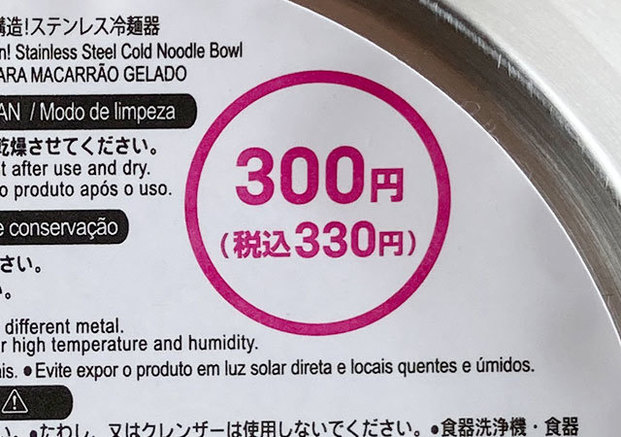 構造!ステンレス冷麺器
n! Stainless Steel Cold Noodle Bowl
ARA MACARRÃO GELADO
AN / Modo de limpeza
乾燥させてください。
t after use and dry.
o produto após o uso.
300円
(税込330円)
e conservação
さい。
い。
different metal.
r high temperature and humidity.
ais. ●Evite expor o produto em luz solar direta e locais quentes e úmidos.
い。●たわし、又はクレンザーは使用しないでください。●食器洗浄機・食器